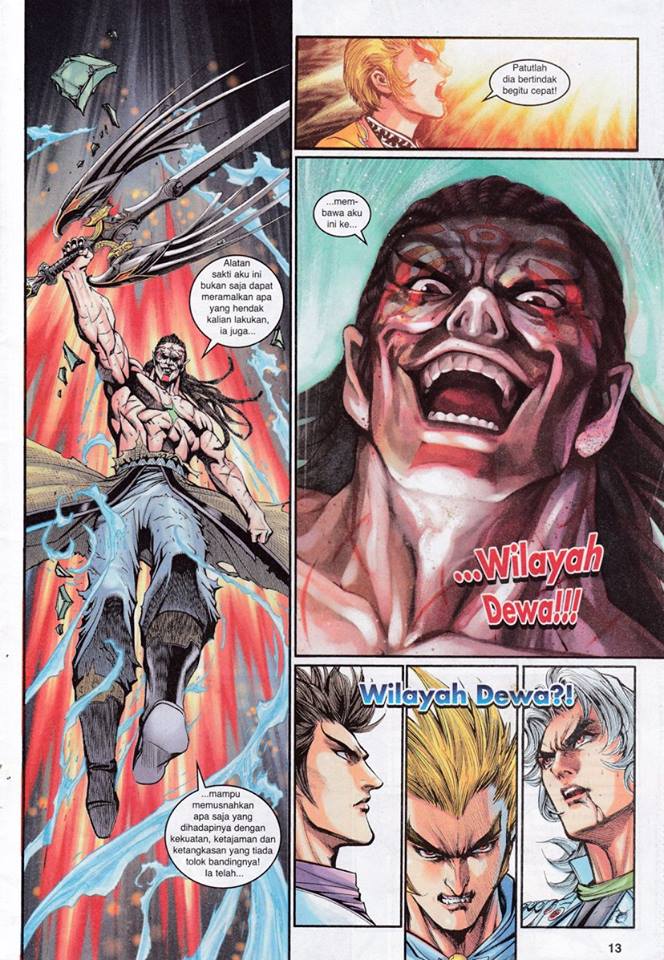 Alatan
sakti aku ini
bukan saja dapat
meramalkan apa
yang hendak
kalian lakukan,
ia juga...
...mampu
memusnahkan
apa saja yang
dihadapinya dengan
kekuatan, ketajaman dan
ketangkasan yang tiada
tolok bandingnya!
Ia telah...
Patutlah
dia bertindak
begitu cepat!
...mem-
bawa aku
ini ke...
...Wilayah
Dewa!!!
Wilayah Dewa?!
13